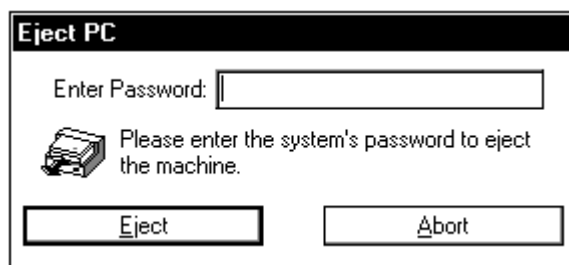 Eject PC
Enter Password:
Please enter the system's password to eject
the machine.
Eject
Abort